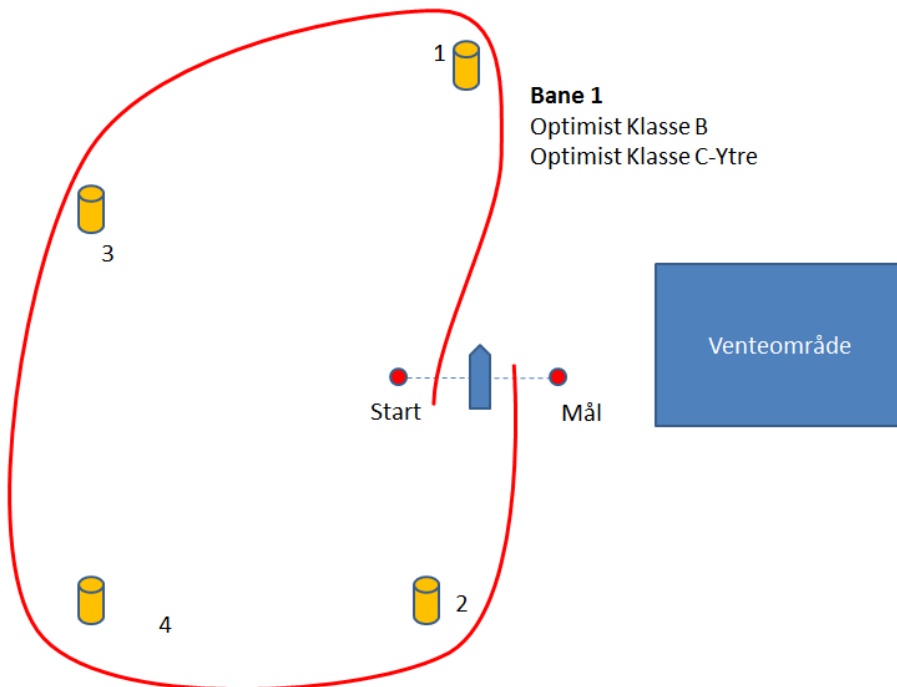 1
Bane 1
Optimist Klasse B
Optimist Klasse C-Ytre
3
Venteområde
Start
Mål
2
4